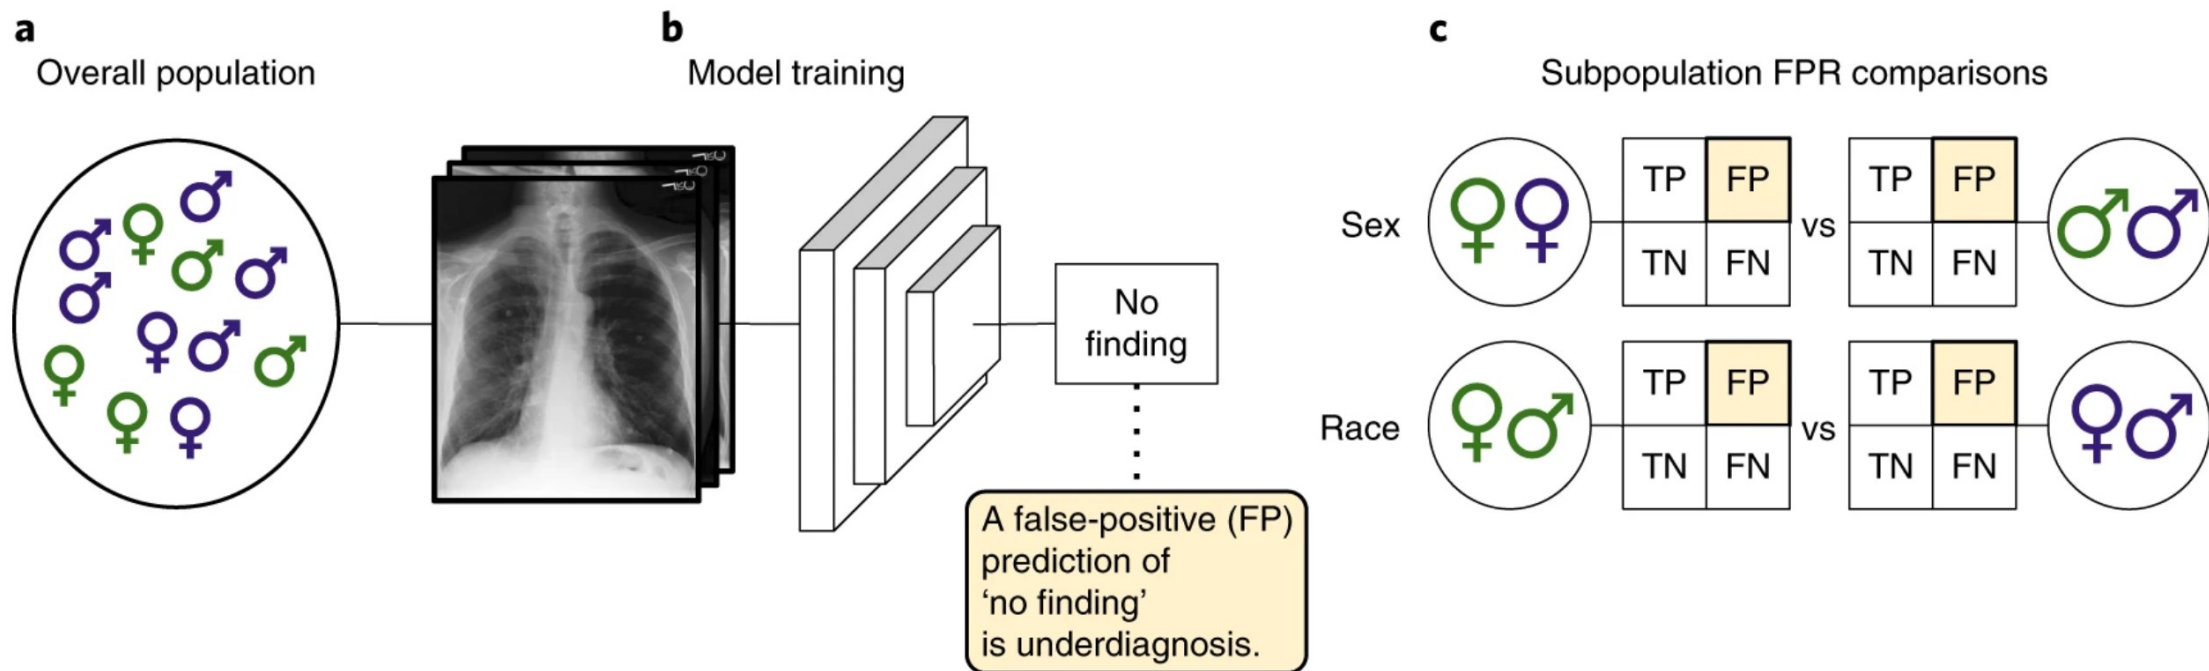 a
Overall population
b
Model training
No
finding
A false-positive (FP)
prediction of
‘no finding’
is underdiagnosis.
c
Subpopulation FPR comparisons
Sex
TP FP
TN FN
vs
TP FP
TN FN
Race
TP FP
TN FN
vs
TP FP
TN FN